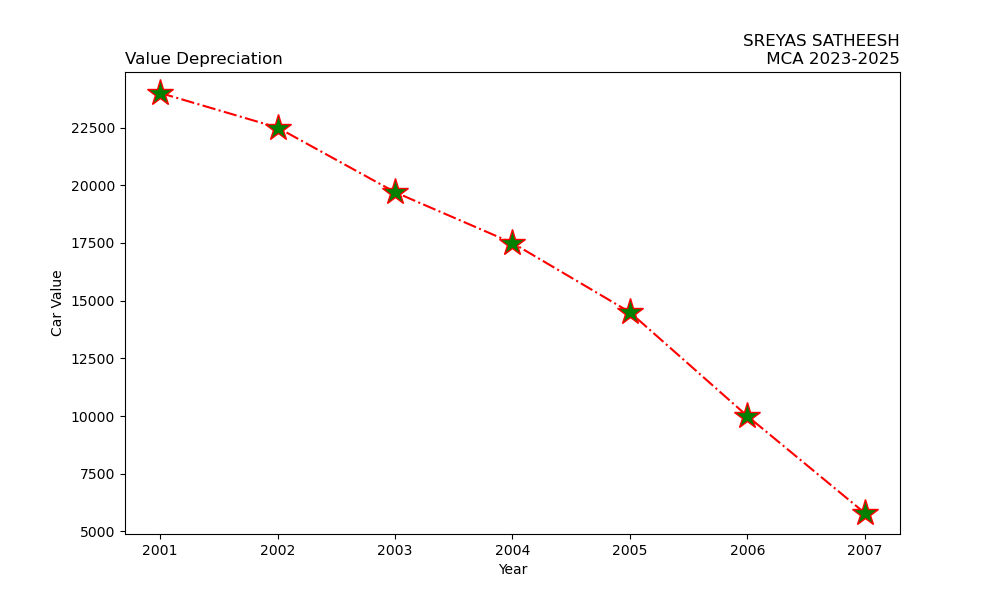 SREYAS SATHEESH
Value Depreciation
MCA 2023-2025
22500
20000
17500
15000
12500
10000
7500
5000
Car Value
2001 2002 2003 2004 2005 2006 2007
Year